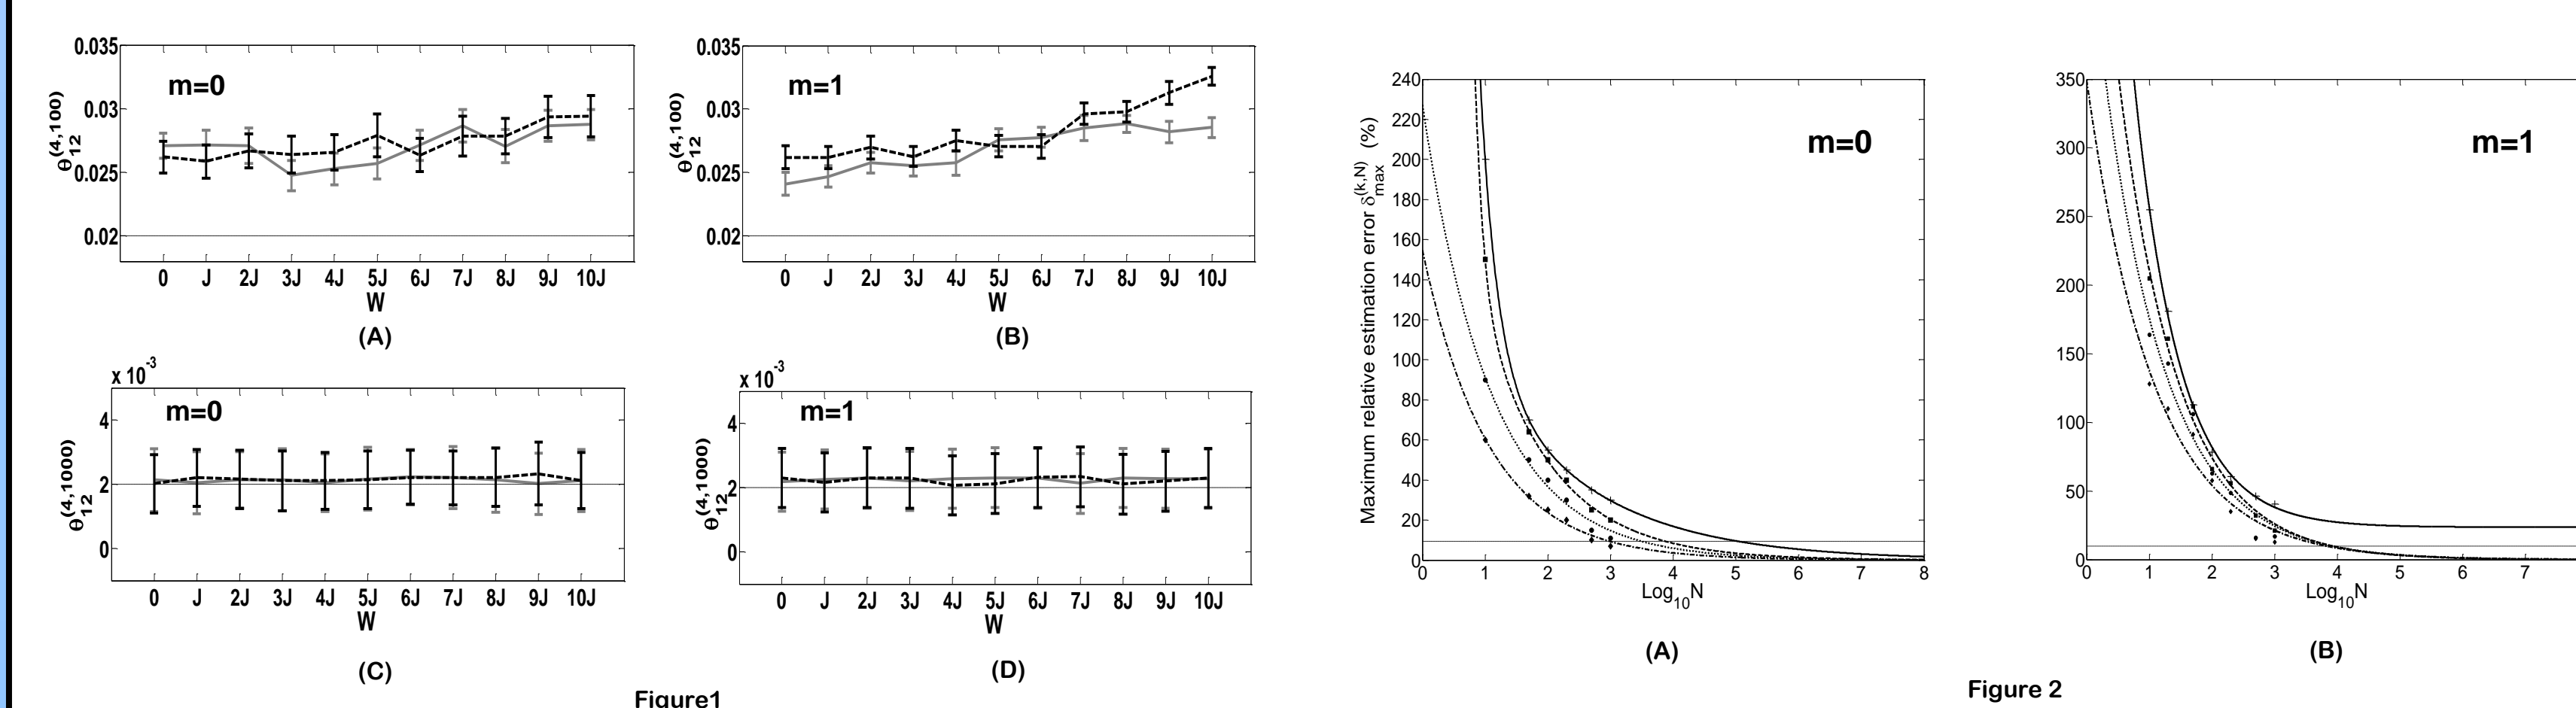 0.035
0.03
0.025
0.02
θ12(4,100)
m=0
0 J 2J 3J 4J 5J 6J 7J 8J 9J 10J
W
(A)
0.035
0.03
0.025
0.02
θ12(4,100)
m=1
0 J 2J 3J 4J 5J 6J 7J 8J 9J 10J
W
(B)
x 10-3
4
2
0
θ12(4,1000)
m=0
0 J 2J 3J 4J 5J 6J 7J 8J 9J 10J
W
(C)
x 10-3
4
2
0
θ12(4,1000)
m=1
0 J 2J 3J 4J 5J 6J 7J 8J 9J 10J
W
(D)
Figure1
Maximum relative estimation error δmax(k,N) (%)
240
220
200
180
160
140
120
100
80
60
40
20
0
m=0
0 1 2 3 4 5 6 7 8
Log10N
(A)
350
300
250
200
150
100
50
0
m=1
0 1 2 3 4 5 6 7
Log10N
(B)
Figure 2